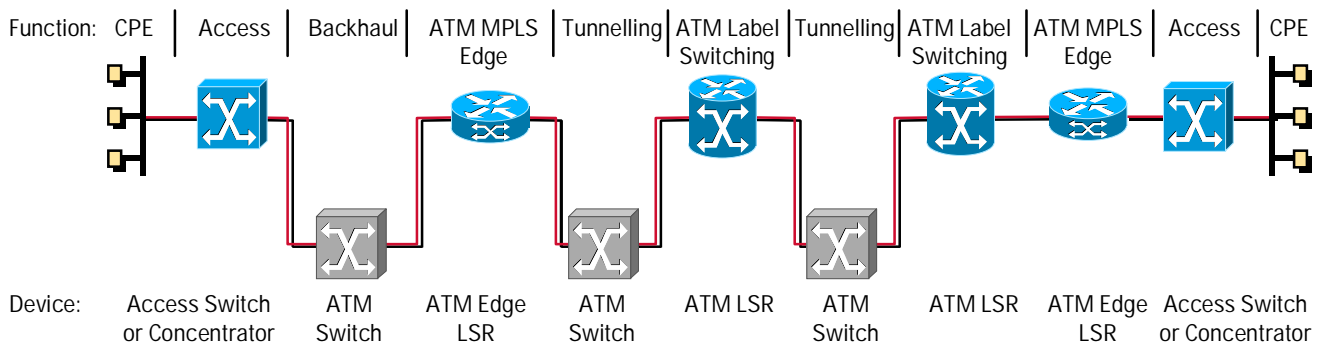 Function: CPE Access Backhaul ATM MPLS Tunnelling ATM Label Tunnelling ATM Label ATM MPLS Access CPE
Edge Switching Switching Edge
Device: Access Switch ATM ATM Edge ATM ATM LSR ATM ATM LSR ATM Edge Access Switch
or Concentrator Switch LSR Switch Switch LSR or Concentrator